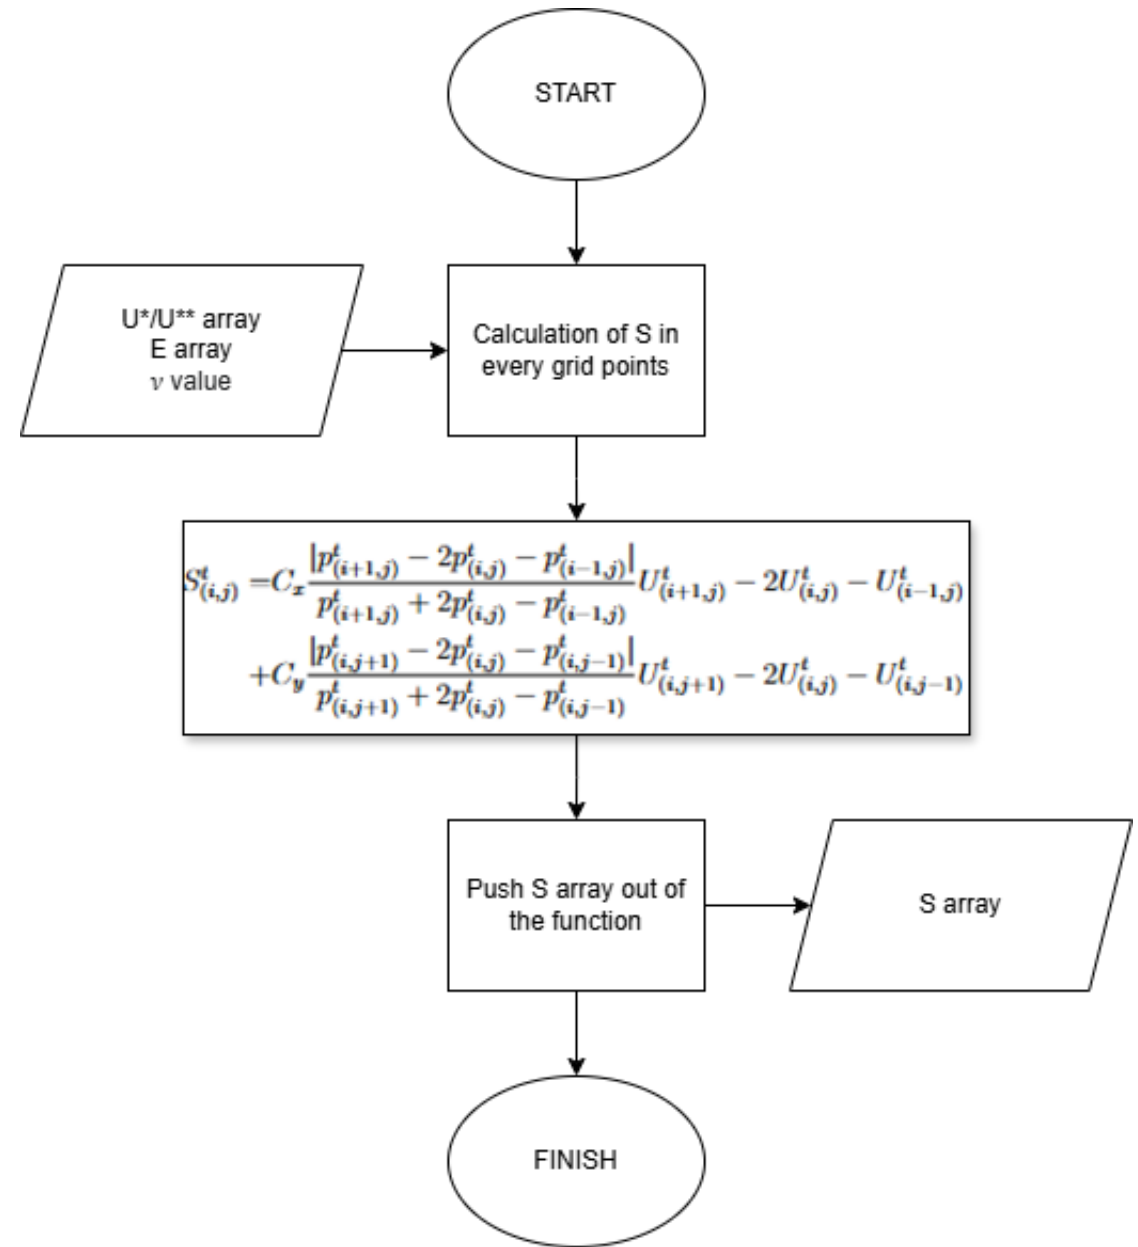 START
U*/U** array
E array
ν value
Calculation of S in
every grid points
S^t_{(i,j)} =C_x \frac{|p^t_{(i+1,j)} − 2p^t_{(i,j)} − p^t_{(i−1,j)}|}{p^t_{(i+1,j)} + 2p^t_{(i,j)} − p^t_{(i−1,j)}} U^t_{(i+1,j)} − 2U^t_{(i,j)} − U^t_{(i−1,j)}
+C_y \frac{|p^t_{(i,j+1)} − 2p^t_{(i,j)} − p^t_{(i,j−1)}|}{p^t_{(i,j+1)} + 2p^t_{(i,j)} − p^t_{(i,j−1)}} U^t_{(i,j+1)} − 2U^t_{(i,j)} − U^t_{(i,j−1)}
Push S array out of
the function
S array
FINISH